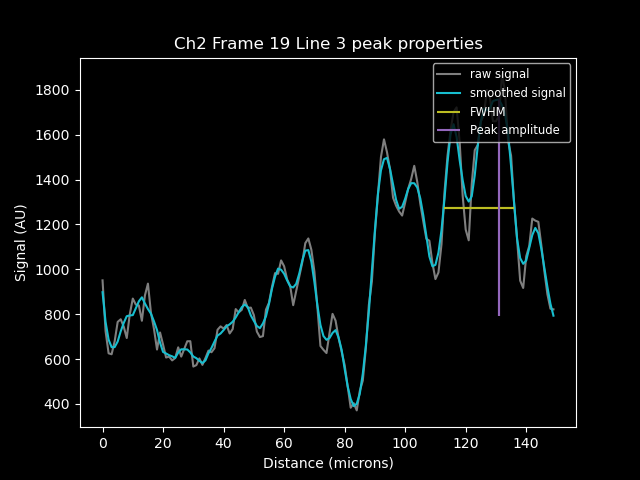 Ch2 Frame 19 Line 3 peak properties
raw signal
smoothed signal
FWHM
Peak amplitude
1800
1600
1400
1200
1000
800
600
400
Signal (AU)
0 20 40 60 80 100 120 140
Distance (microns)